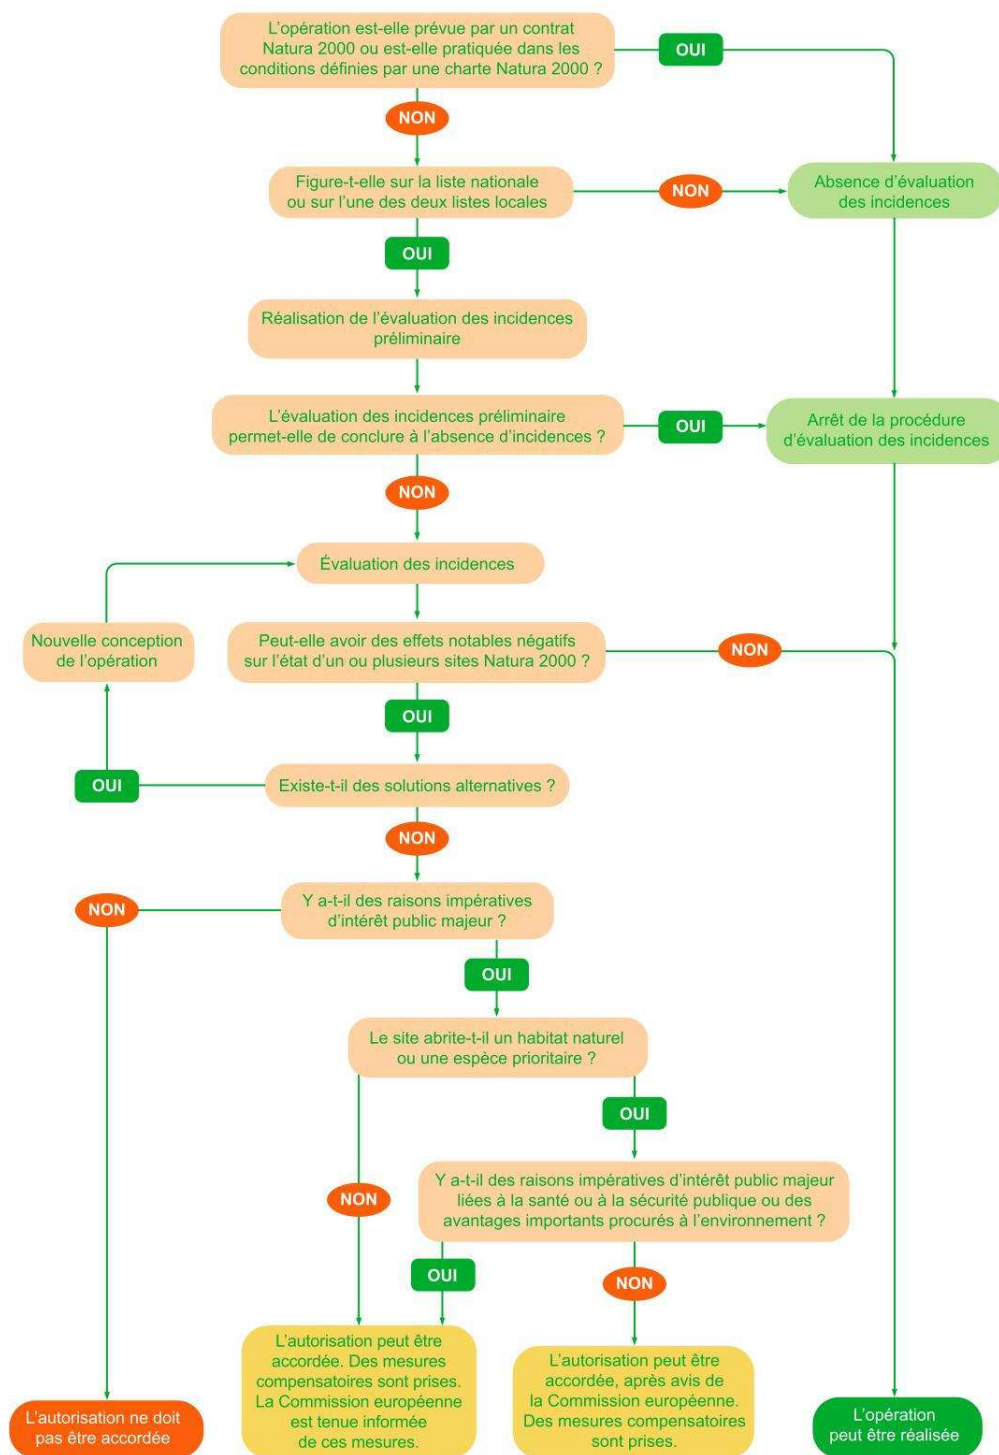 L'opération est-elle prévue par un contrat
Natura 2000 ou est-elle pratiquée dans les
conditions définies par une charte Natura 2000 ?
OUI
NON
Figure-t-elle sur la liste nationale
ou sur l'une des deux listes locales
NON
Absence d'évaluation
des incidences
OUI
Réalisation de l'évaluation des incidences
préliminaire
L'évaluation des incidences préliminaire
permet-elle de conclure à l'absence d'incidences ?
OUI
Arrêt de la procédure
d'évaluation des incidences
NON
Évaluation des incidences
Nouvelle conception
de l'opération
Peut-elle avoir des effets notables négatifs
sur l'état d'un ou plusieurs sites Natura 2000 ?
NON
OUI
OUI
Existe-t-il des solutions alternatives ?
NON
NON
Y a-t-il des raisons impératives
d'intérêt public majeur ?
OUI
Le site abrite-t-il un habitat naturel
ou une espèce prioritaire ?
OUI
NON
Y a-t-il des raisons impératives d'intérêt public majeur
liées à la santé ou à la sécurité publique ou des
avantages importants procurés à l'environnement ?
OUI
NON
L'autorisation ne doit
pas être accordée
L'autorisation peut être
accordée. Des mesures
compensatoires sont prises.
La Commission européenne
est tenue informée
de ces mesures.
L'autorisation peut être
accordée, après avis de
la Commission européenne.
Des mesures compensatoires
sont prises.
L'opération
peut être réalisée